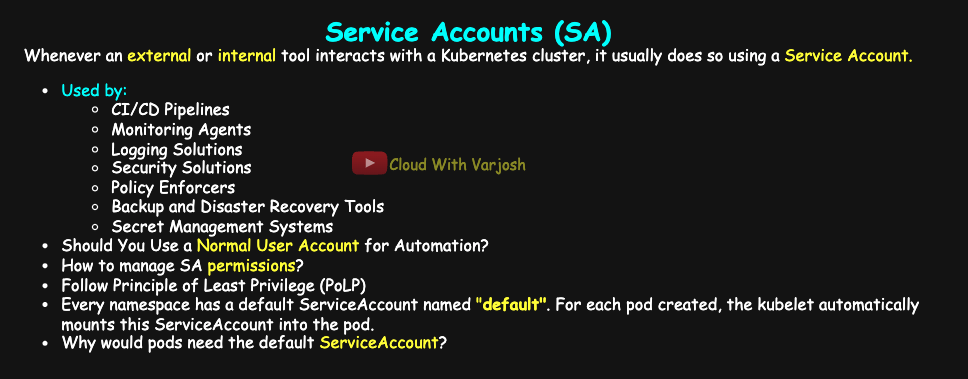 Service Accounts (SA)
Whenever an external or internal tool interacts with a Kubernetes cluster, it usually does so using a Service Account.
• Used by:
○ CI/CD Pipelines
○ Monitoring Agents
○ Logging Solutions
○ Security Solutions
Cloud With Varjosh
○ Policy Enforcers
○ Backup and Disaster Recovery Tools
○ Secret Management Systems
• Should You Use a Normal User Account for Automation?
• How to manage SA permissions?
• Follow Principle of Least Privilege (PoLP)
• Every namespace has a default ServiceAccount named "default". For each pod created, the kubelet automatically
mounts this ServiceAccount into the pod.
• Why would pods need the default ServiceAccount?